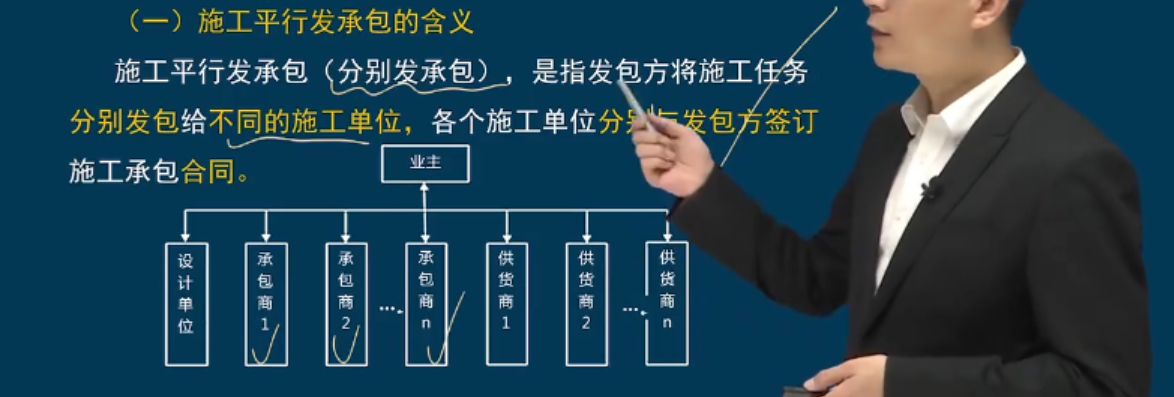 （一）施工平行发承包的含义
施工平行发承包（分别发承包），是指发包方将施工任务
分别发包给不同的施工单位，各个施工单位分别与发包方签订
施工承包合同。
业主
设计单位
承包商1
承包商2
...
承包商n
供货商1
供货商2
...
供货商n